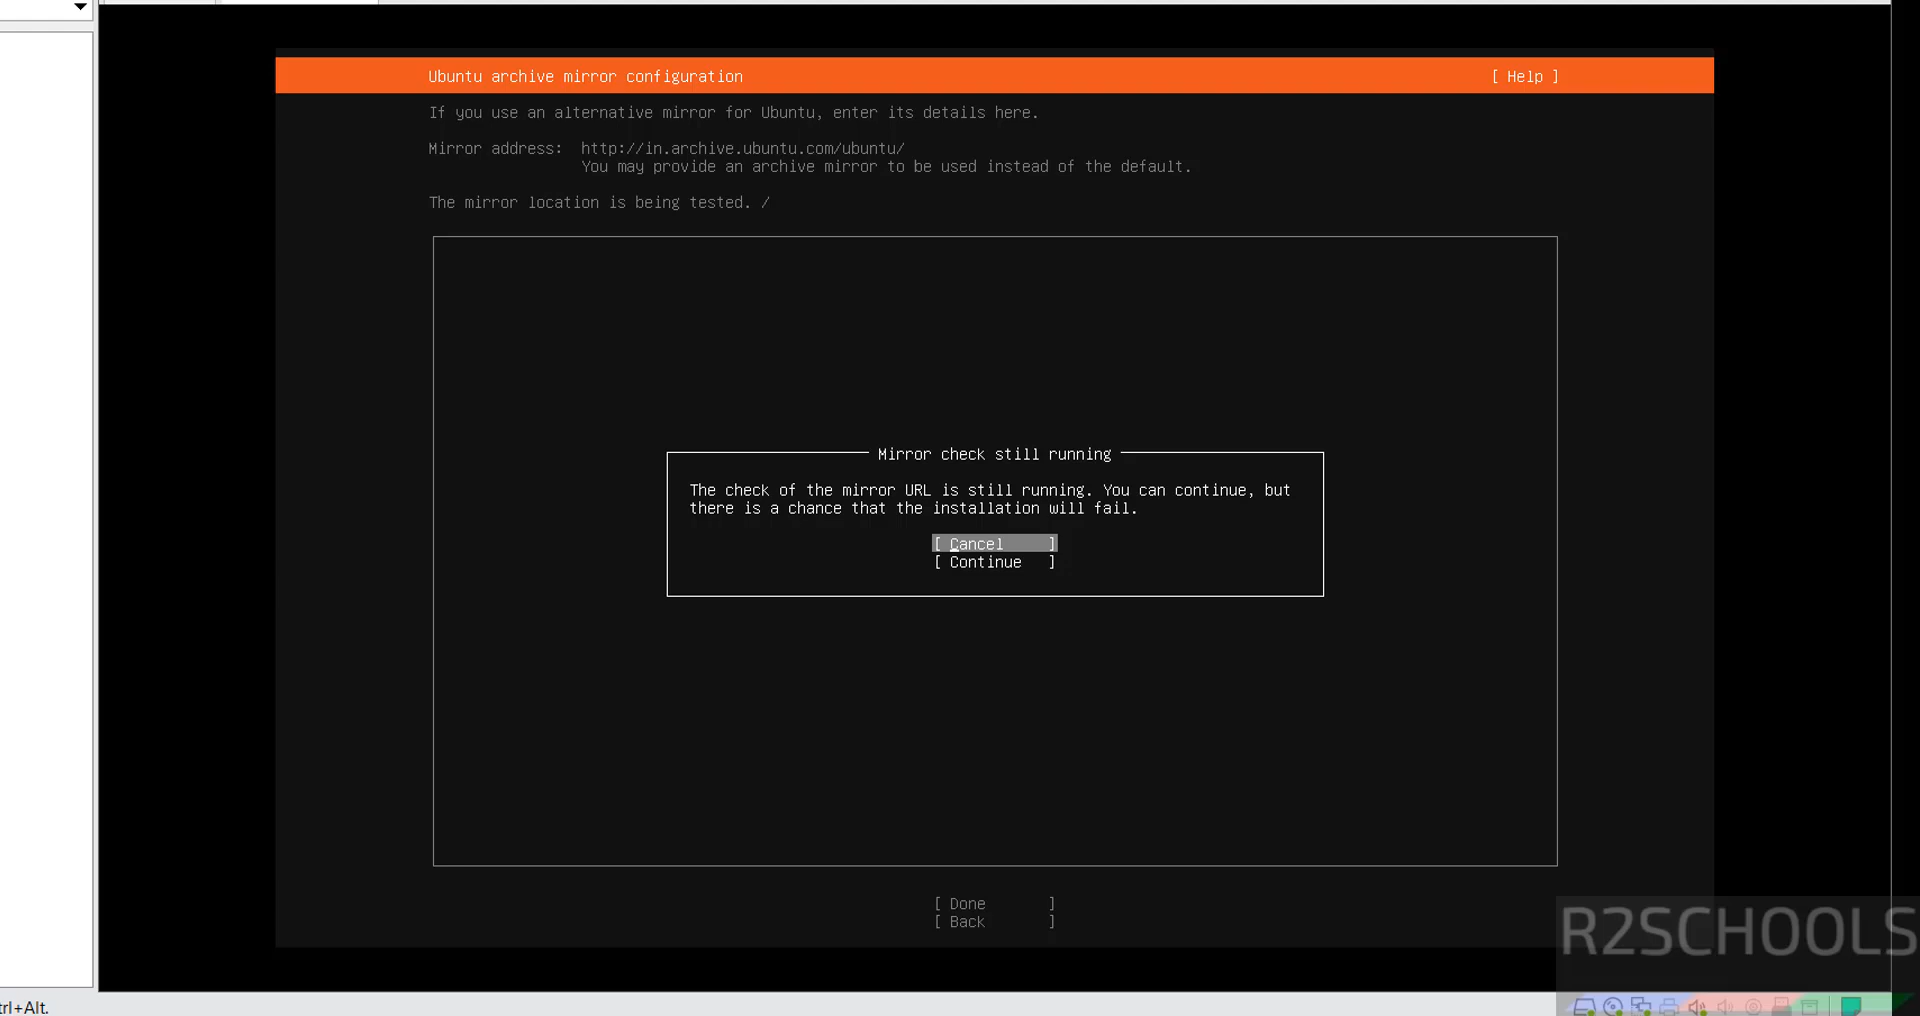 Ubuntu archive mirror configuration [ Help ]
If you use an alternative mirror for Ubuntu, enter its details here.
Mirror address: http://in.archive.ubuntu.com/ubuntu/
You may provide an archive mirror to be used instead of the default.
The mirror location is being tested. /
Mirror check still running
The check of the mirror URL is still running. You can continue, but
there is a chance that the installation will fail.
[ Cancel ]
[ Continue ]
[ Done ]
[ Back ]
R2SCHOOLS
trl+Alt.